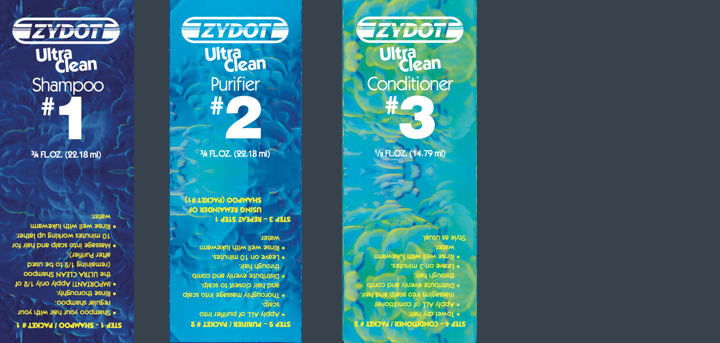 ZYDOT
Ultra
Clean
Shampoo
#1
¾ FL.OZ. (22.18 ml)
STEP 1 - SHAMPOO / PACKET # 1
• Shampoo your hair with your
regular shampoo.
• Rinse thoroughly.
• IMPORTANT! Apply only 1/2 of
the ULTRA CLEAN Shampoo
(remaining 1/2 to be used
after Purifier)
• Massage into scalp and hair for
10 minutes working up lather.
• Rinse well with lukewarm
water.
ZYDOT
Ultra
Clean
Purifier
#2
¾ FL.OZ. (22.18 ml)
STEP 2 – PURIFIER / PACKET # 2
• Apply ALL of purifier into
scalp.
• Thoroughly massage into scalp
and hair closest to scalp.
• Distribute evenly and comb
through hair.
• Leave on 10 minutes.
• Rinse well with lukewarm
water.
STEP 3 – REPEAT STEP 1
USING REMAINDER OF
SHAMPOO (PACKET #1)
ZYDOT
Ultra
Clean
Conditioner
#3
½ FL.OZ. (14.79 ml)
STEP 4 – CONDITIONER / PACKET # 3
• Towel dry hair.
• Apply ALL of conditioner
massaging into scalp and hair.
• Distribute evenly and comb
through hair.
• Leave on 3 minutes.
• Rinse well with lukewarm
water.
Style as usual.